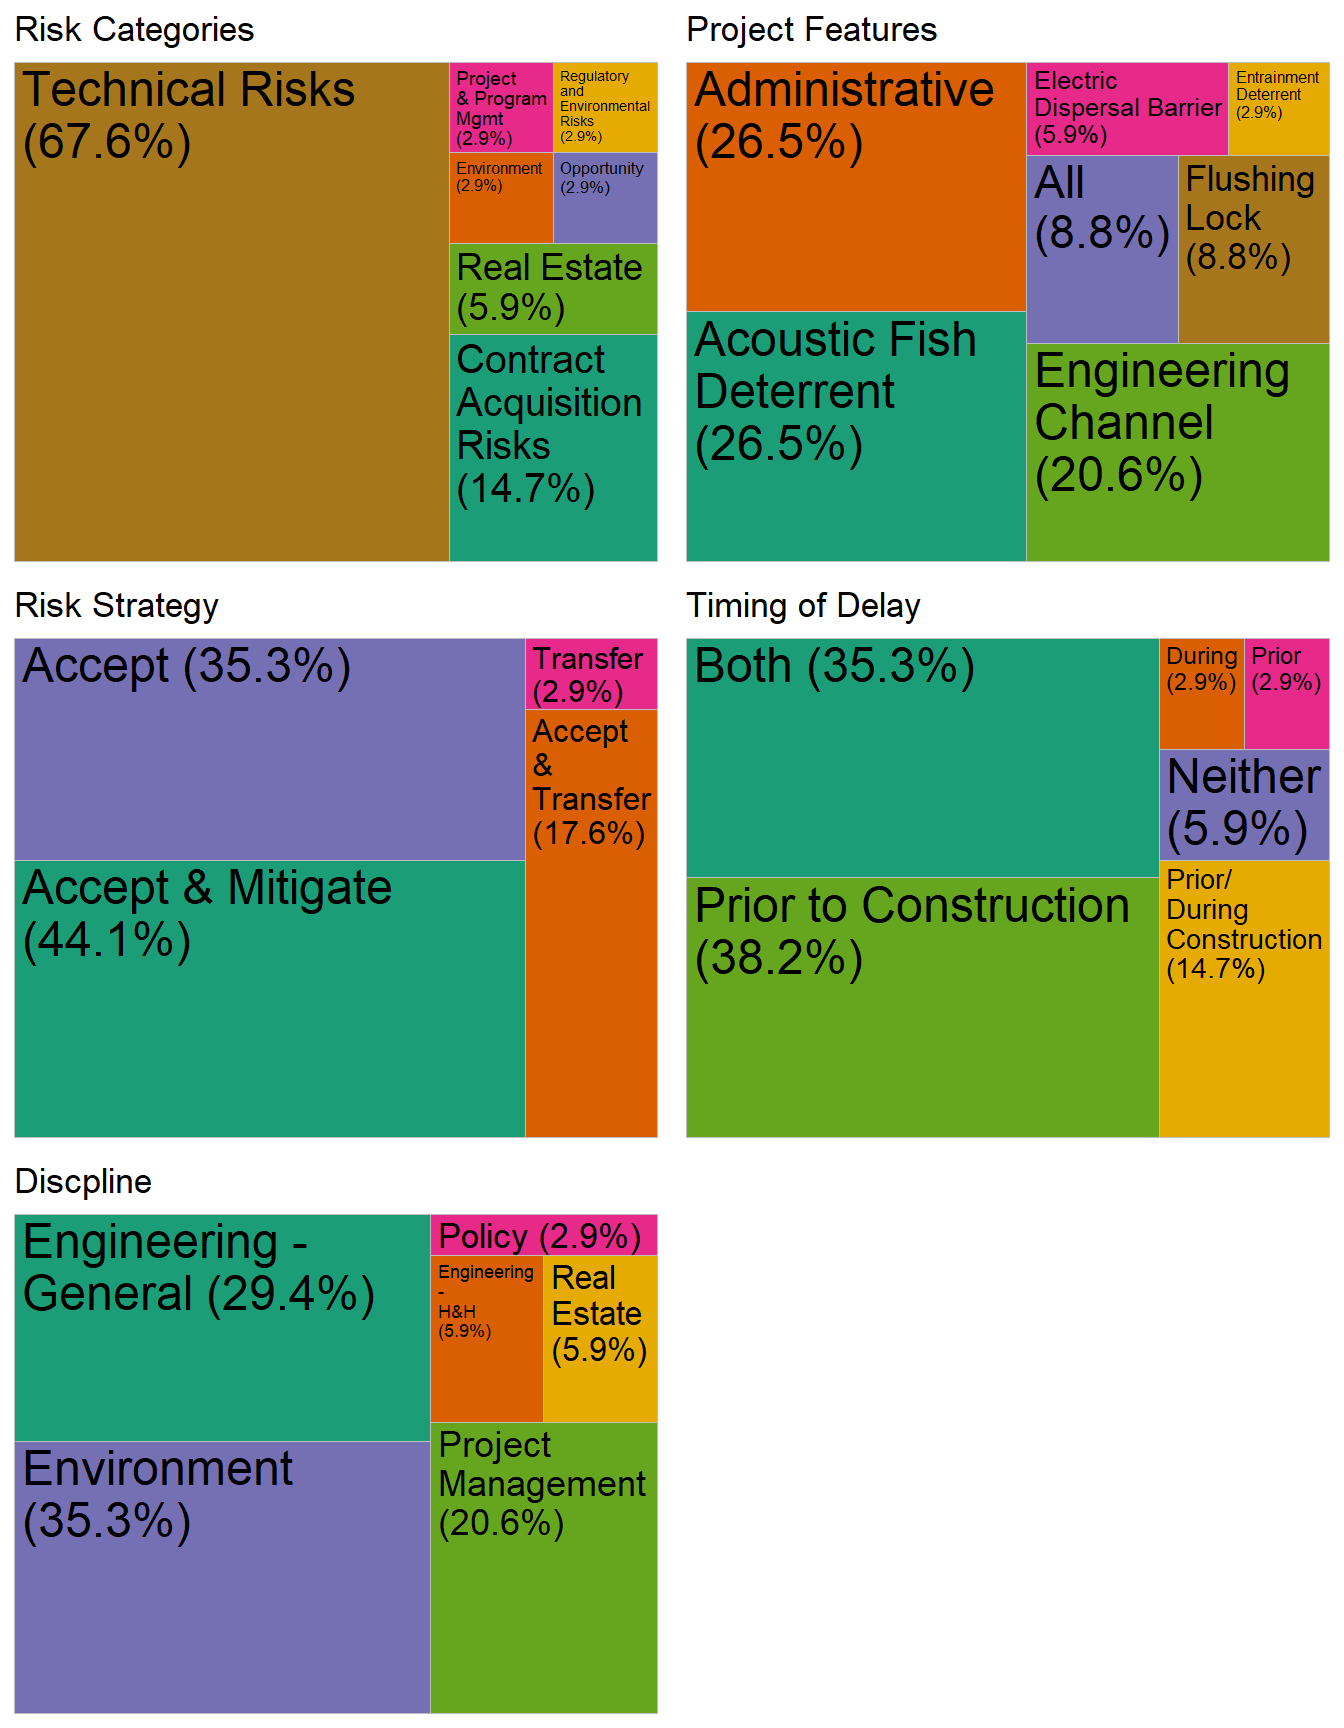 Risk Categories
Technical Risks
(67.6%)
Project
& Program
Mgmt
(2.9%)
Regulatory
and
Environmental
Risks
(2.9%)
Environment
(2.9%)
Opportunity
(2.9%)
Real Estate
(5.9%)
Contract
Acquisition
Risks
(14.7%)
Project Features
Administrative
(26.5%)
Electric
Dispersal Barrier
(5.9%)
Entrainment
Deterrent
(2.9%)
All
(8.8%)
Flushing
Lock
(8.8%)
Acoustic Fish
Deterrent
(26.5%)
Engineering
Channel
(20.6%)
Risk Strategy
Accept (35.3%)
Transfer
(2.9%)
Accept
&
Transfer
(17.6%)
Accept & Mitigate
(44.1%)
Timing of Delay
Both (35.3%)
During
(2.9%)
Prior
(2.9%)
Neither
(5.9%)
Prior to Construction
(38.2%)
Prior/
During
Construction
(14.7%)
Discpline
Engineering -
General (29.4%)
Policy (2.9%)
Engineering
-
H&H
(5.9%)
Real
Estate
(5.9%)
Environment
(35.3%)
Project
Management
(20.6%)